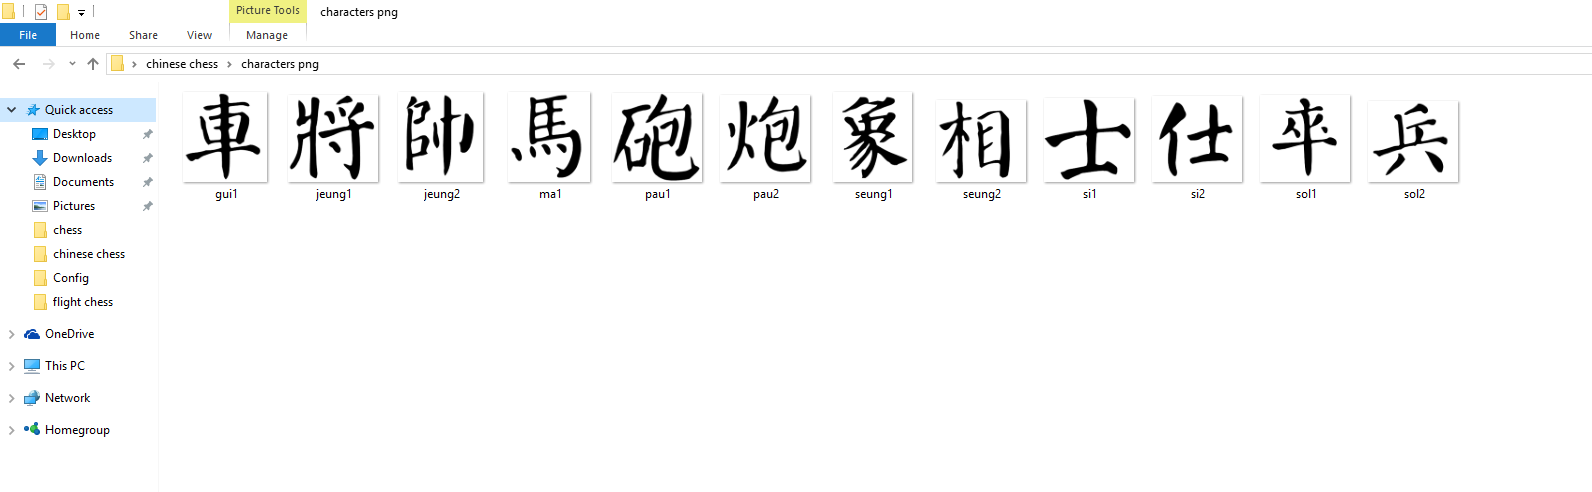 Picture Tools
characters png
File
Home
Share
View
Manage
chinese chess
characters png
Quick access
Desktop
Downloads
Documents
Pictures
chess
chinese chess
Config
flight chess
OneDrive
This PC
Network
Homegroup
車 將 帥 馬 砲 炮 象 相 士 仕 卒 兵
gui1 jeung1 jeung2 ma1 pau1 pau2 seung1 seung2 si1 si2 sol1 sol2